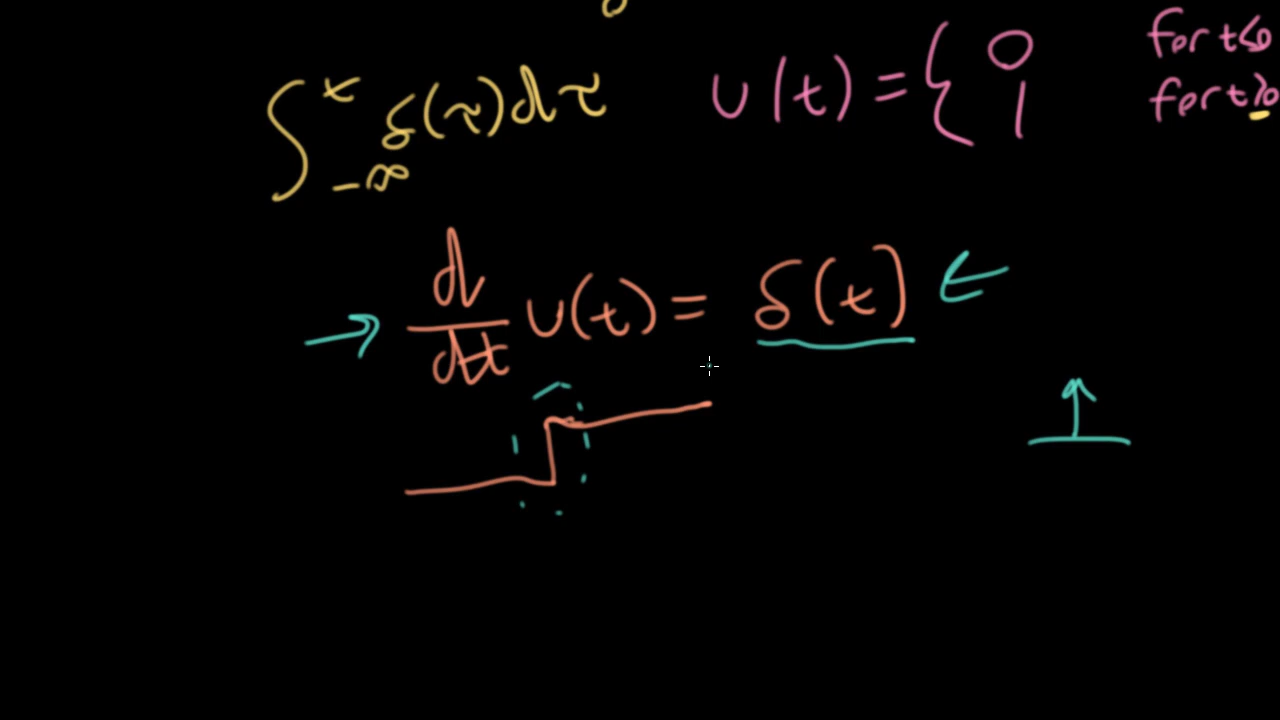 ∫_{-∞}^{t} δ(τ)dτ
u(t) = { 0 for t≤0
1 for t≥0
d/dt u(t) = δ(t)